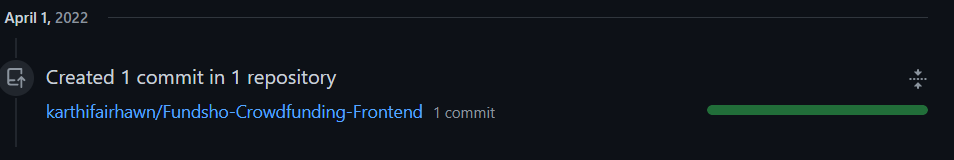 April 1, 2022
Created 1 commit in 1 repository
karthifairhawn/Fundsho-Crowdfunding-Frontend 1 commit